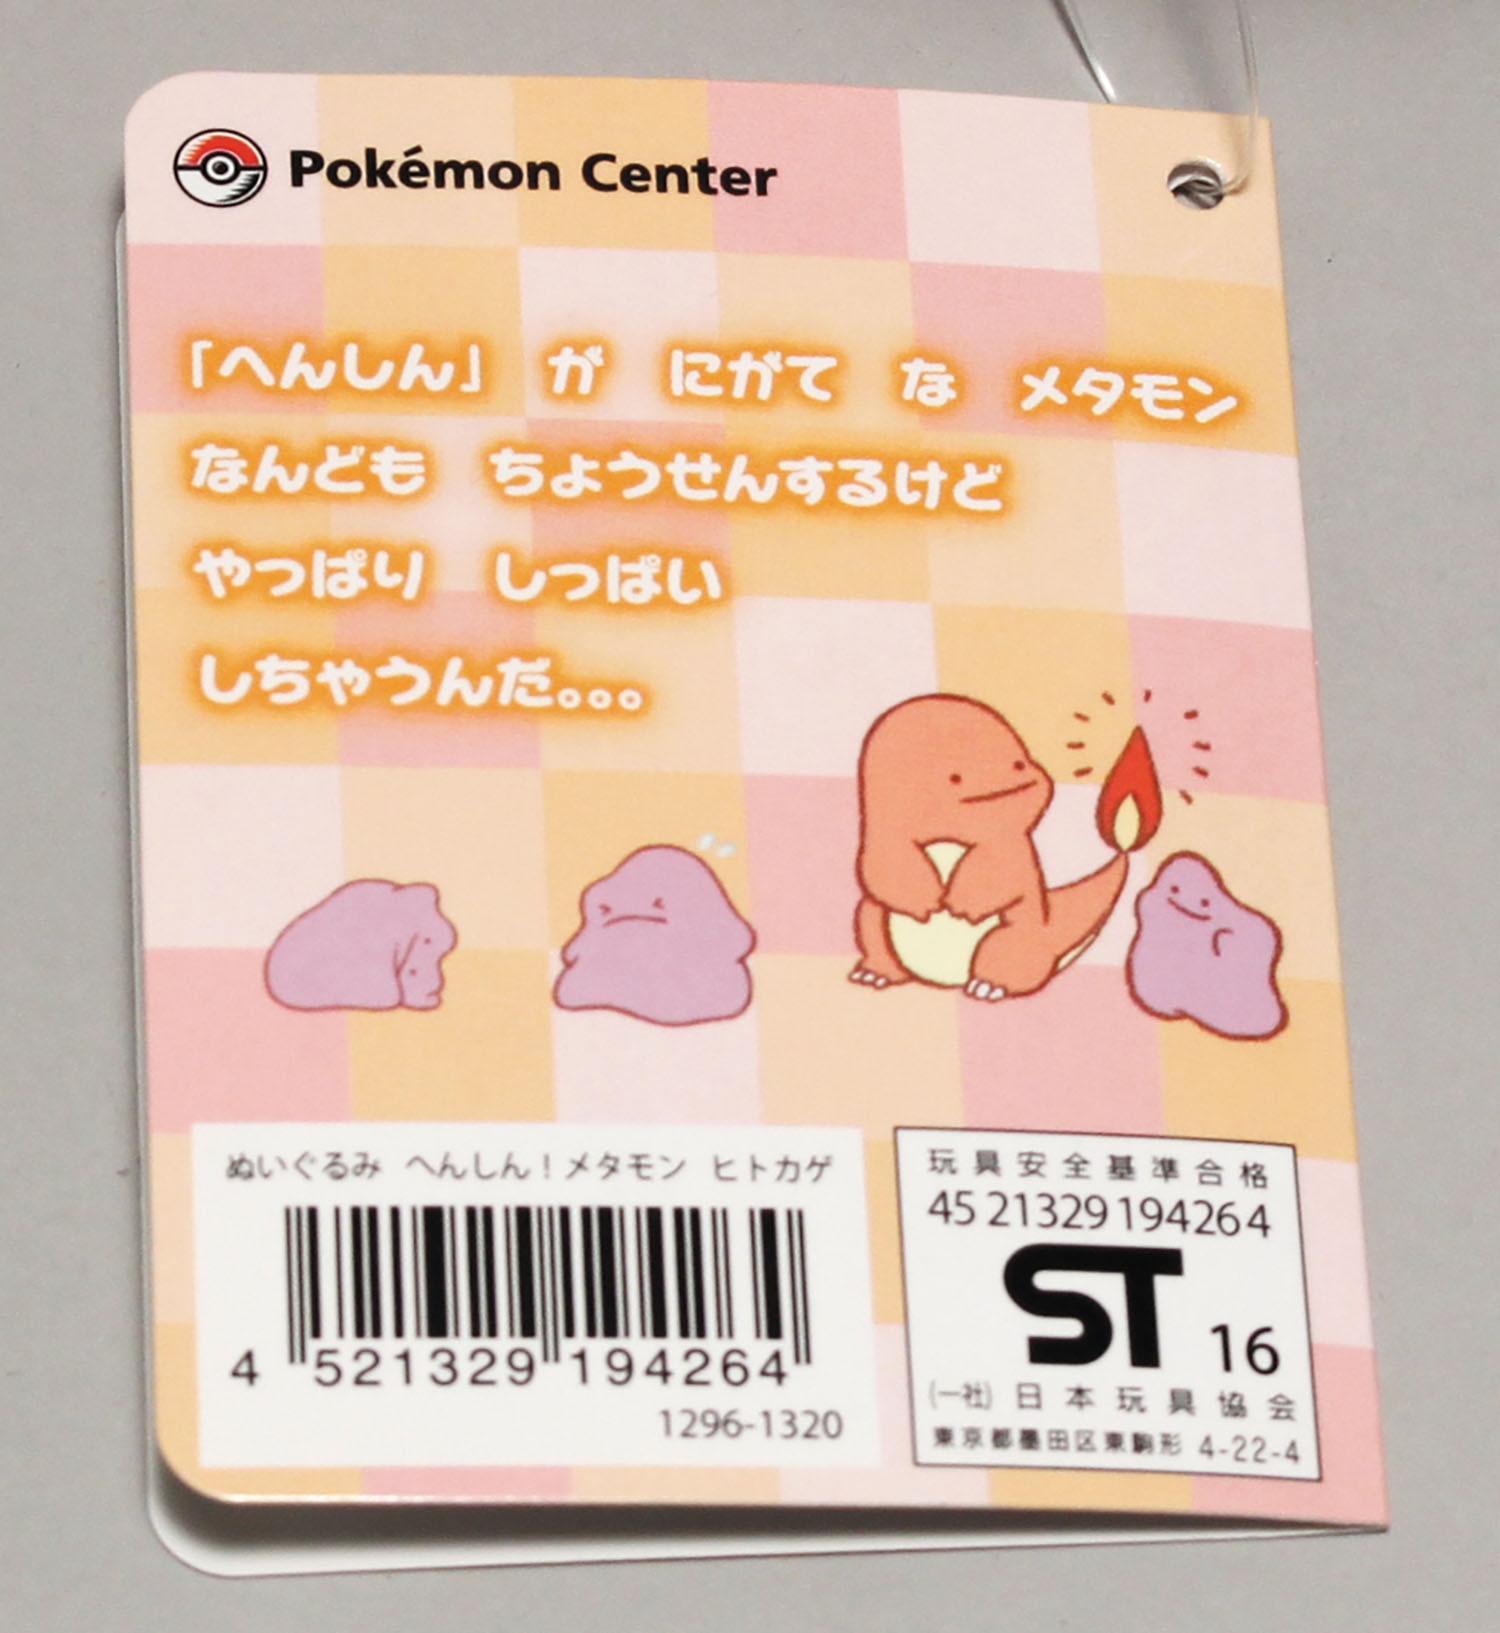 Pokémon Center
「へんしん」 が にがて な メタモン
なんども ちょうせんするけど
やっぱり しっぱい
しちゃうんだ。。。
ぬいぐるみ へんしん!メタモン ヒトカゲ
4 521329 194264
1296-1320
玩具安全基準合格
45 21329 194264
ST 16
(一社) 日本玩具協会
東京都墨田区東駒形 4-22-4